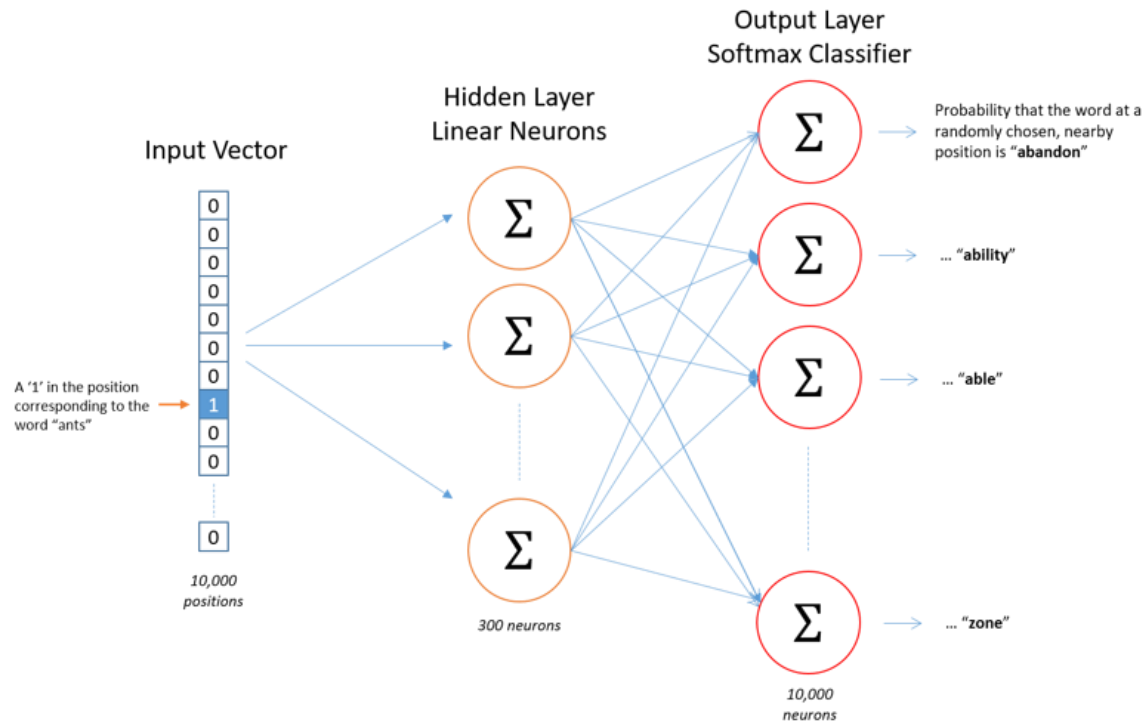 Output Layer
Softmax Classifier
Hidden Layer
Linear Neurons
Input Vector
Σ
Probability that the word at a
randomly chosen, nearby
position is “abandon”
0
0
0
0
0
0
0
1
0
0
0
A ‘1’ in the position
corresponding to the
word “ants”
10,000
positions
Σ
Σ
Σ
300 neurons
Σ
... “ability”
Σ
... “able”
Σ
... “zone”
10,000
neurons